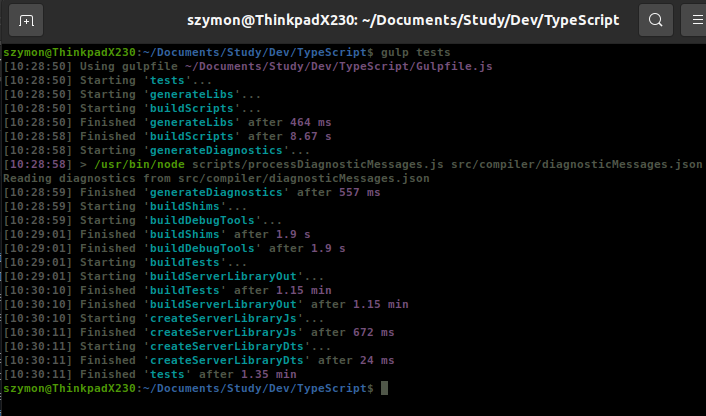 szymon@ThinkpadX230: ~/Documents/Study/Dev/TypeScript
szymon@ThinkpadX230:~/Documents/Study/Dev/TypeScript$ gulp tests
[10:28:50] Using gulpfile ~/Documents/Study/Dev/TypeScript/Gulpfile.js
[10:28:50] Starting 'tests'...
[10:28:50] Starting 'generateLibs'...
[10:28:50] Starting 'buildScripts'...
[10:28:50] Finished 'generateLibs' after 464 ms
[10:28:58] Finished 'buildScripts' after 8.67 s
[10:28:58] Starting 'generateDiagnostics'...
[10:28:58] > /usr/bin/node scripts/processDiagnosticMessages.js src/compiler/diagnosticMessages.json
Reading diagnostics from src/compiler/diagnosticMessages.json
[10:28:59] Finished 'generateDiagnostics' after 557 ms
[10:28:59] Starting 'buildShims'...
[10:28:59] Starting 'buildDebugTools'...
[10:29:01] Finished 'buildShims' after 1.9 s
[10:29:01] Finished 'buildDebugTools' after 1.9 s
[10:29:01] Starting 'buildTests'...
[10:29:01] Starting 'buildServerLibraryOut'...
[10:30:10] Finished 'buildTests' after 1.15 min
[10:30:10] Finished 'buildServerLibraryOut' after 1.15 min
[10:30:10] Starting 'createServerLibraryJs'...
[10:30:11] Finished 'createServerLibraryJs' after 672 ms
[10:30:11] Starting 'createServerLibraryDts'...
[10:30:11] Finished 'createServerLibraryDts' after 24 ms
[10:30:11] Finished 'tests' after 1.35 min
szymon@ThinkpadX230:~/Documents/Study/Dev/TypeScript$